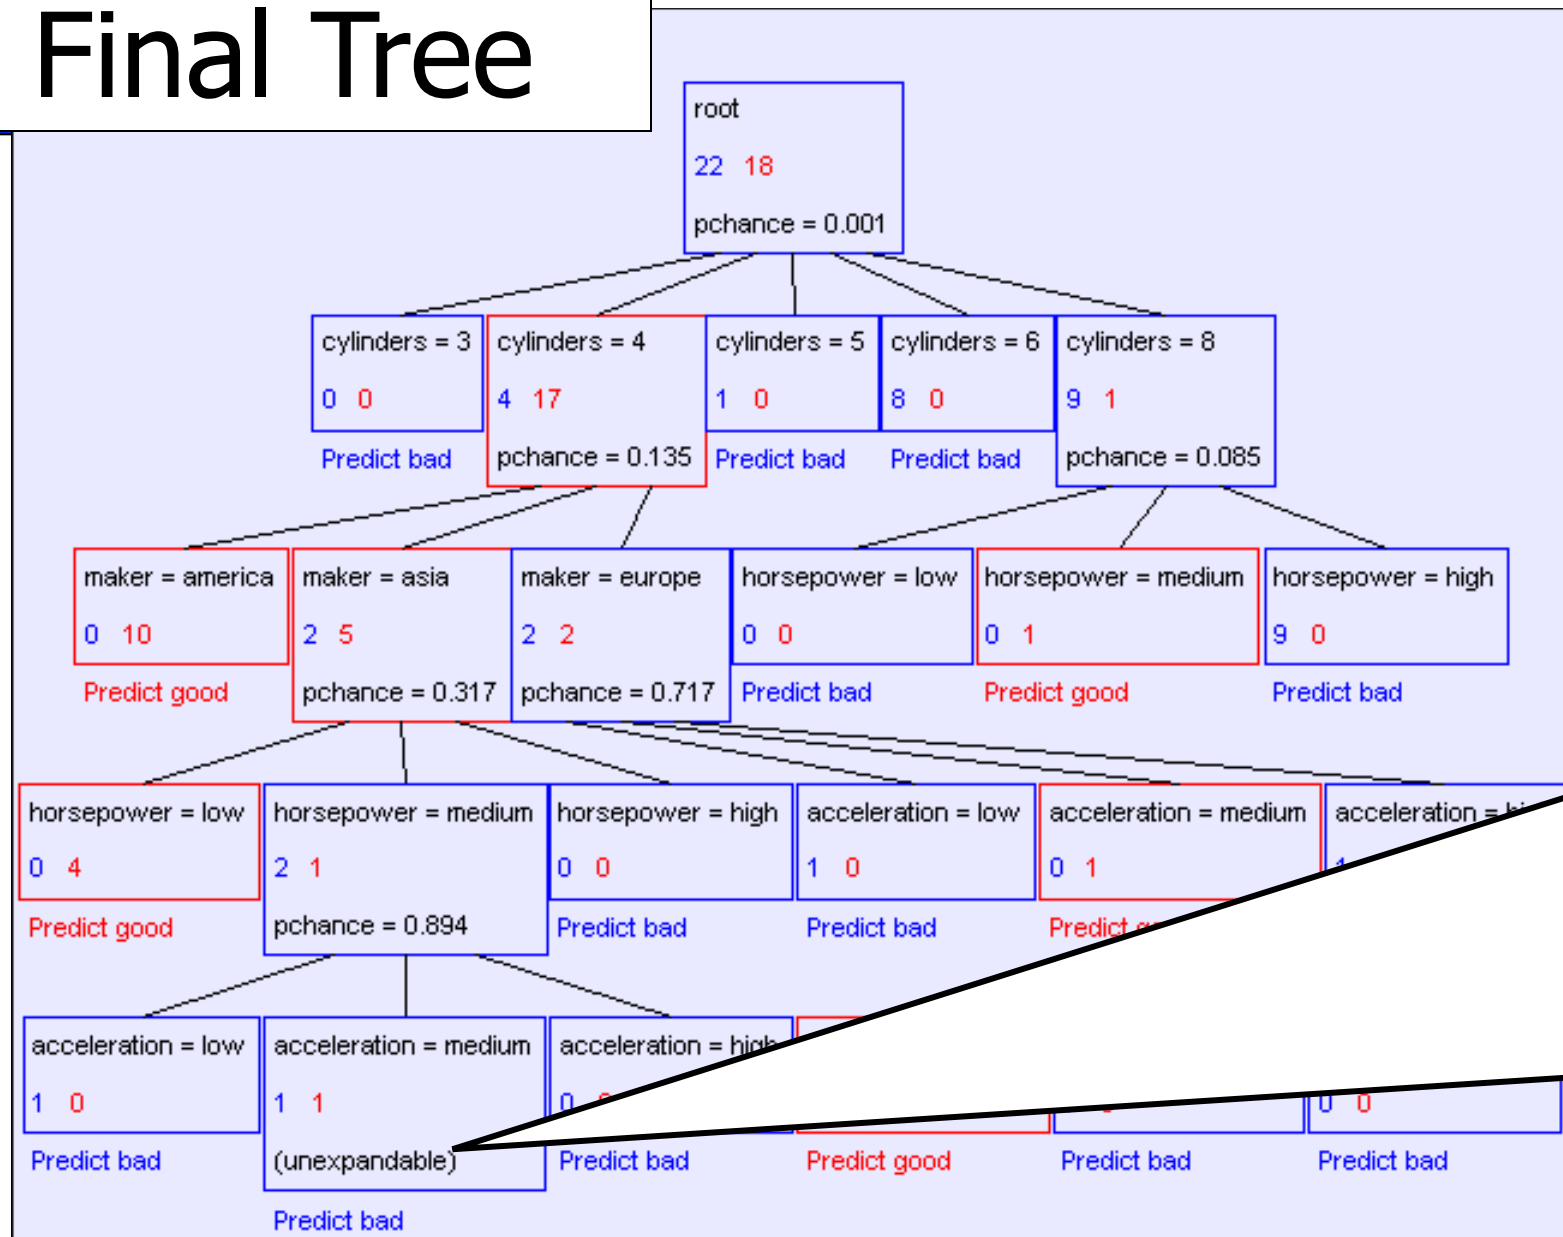 Final Tree
root
22 18
pchance = 0.001
cylinders = 3 cylinders = 4 cylinders = 5 cylinders = 6 cylinders = 8
0 0 4 17 1 0 8 0 9 1
Predict bad pchance = 0.135 Predict bad Predict bad pchance = 0.085
maker = america maker = asia maker = europe horsepower = low horsepower = medium horsepower = high
0 10 2 5 2 2 0 0 0 1 9 0
Predict good pchance = 0.317 pchance = 0.717 Predict bad Predict good Predict bad
horsepower = low horsepower = medium horsepower = high acceleration = low acceleration = medium acceleration =
0 4 2 1 0 0 1 0 0 1 1
Predict good pchance = 0.894 Predict bad Predict bad Predict
acceleration = low acceleration = medium acceleration = high
1 0 1 1 0 0 0
Predict bad (unexpandable) Predict bad Predict good Predict bad Predict bad
Predict bad